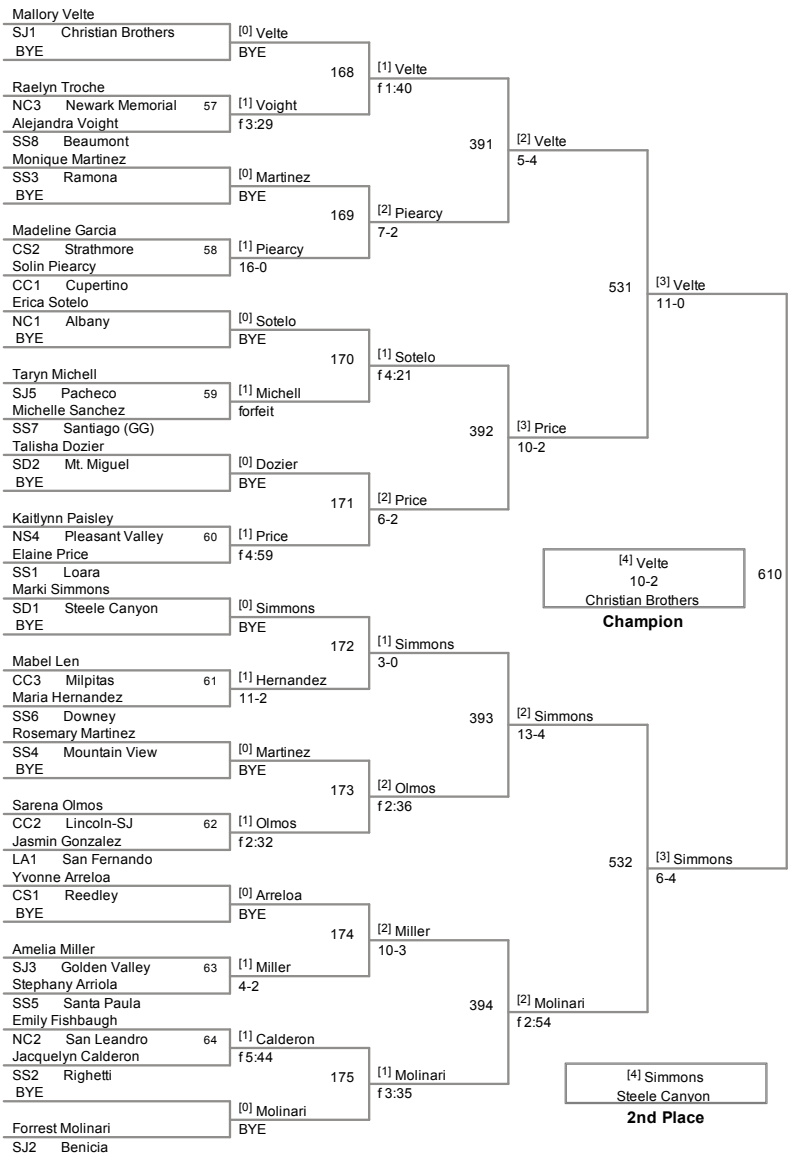 Mallory Velte
SJ1 Christian Brothers
BYE
[0] Velte
BYE
168
[1] Velte
f 1:40
Raelyn Troche
NC3 Newark Memorial 57
Alejandra Voight
SS8 Beaumont
[1] Voight
f 3:29
391
[2] Velte
5-4
Monique Martinez
SS3 Ramona
BYE
[0] Martinez
BYE
169
[2] Piearcy
7-2
Madeline Garcia
CS2 Strathmore 58
Solin Piearcy
CC1 Cupertino
[1] Piearcy
16-0
531
[3] Velte
11-0
Erica Sotelo
NC1 Albany
BYE
[0] Sotelo
BYE
170
[1] Sotelo
f 4:21
Taryn Michell
SJ5 Pacheco 59
Michelle Sanchez
SS7 Santiago (GG)
[1] Michell
forfeit
392
[3] Price
10-2
Talisha Dozier
SD2 Mt. Miguel
BYE
[0] Dozier
BYE
171
[2] Price
6-2
Kaitlynn Paisley
NS4 Pleasant Valley 60
Elaine Price
SS1 Loara
[1] Price
f 4:59
[4] Velte
10-2
Christian Brothers
Champion
610
Marki Simmons
SD1 Steele Canyon
BYE
[0] Simmons
BYE
172
[1] Simmons
3-0
Mabel Len
CC3 Milpitas 61
Maria Hernandez
SS6 Downey
[1] Hernandez
11-2
393
[2] Simmons
13-4
Rosemary Martinez
SS4 Mountain View
BYE
[0] Martinez
BYE
173
[2] Olmos
f 2:36
Sarena Olmos
CC2 Lincoln-SJ 62
Jasmin Gonzalez
LA1 San Fernando
[1] Olmos
f 2:32
532
[3] Simmons
6-4
Yvonne Arreloa
CS1 Reedley
BYE
[0] Arreloa
BYE
174
[2] Miller
10-3
Amelia Miller
SJ3 Golden Valley 63
Stephany Arriola
SS5 Santa Paula
[1] Miller
4-2
394
[2] Molinari
f 2:54
Emily Fishbaugh
NC2 San Leandro 64
Jacquelyn Calderon
SS2 Righetti
BYE
[1] Calderon
f 5:44
175
[1] Molinari
f 3:35
Forrest Molinari
SJ2 Benicia
[0] Molinari
BYE
[4] Simmons
Steele Canyon
2nd Place